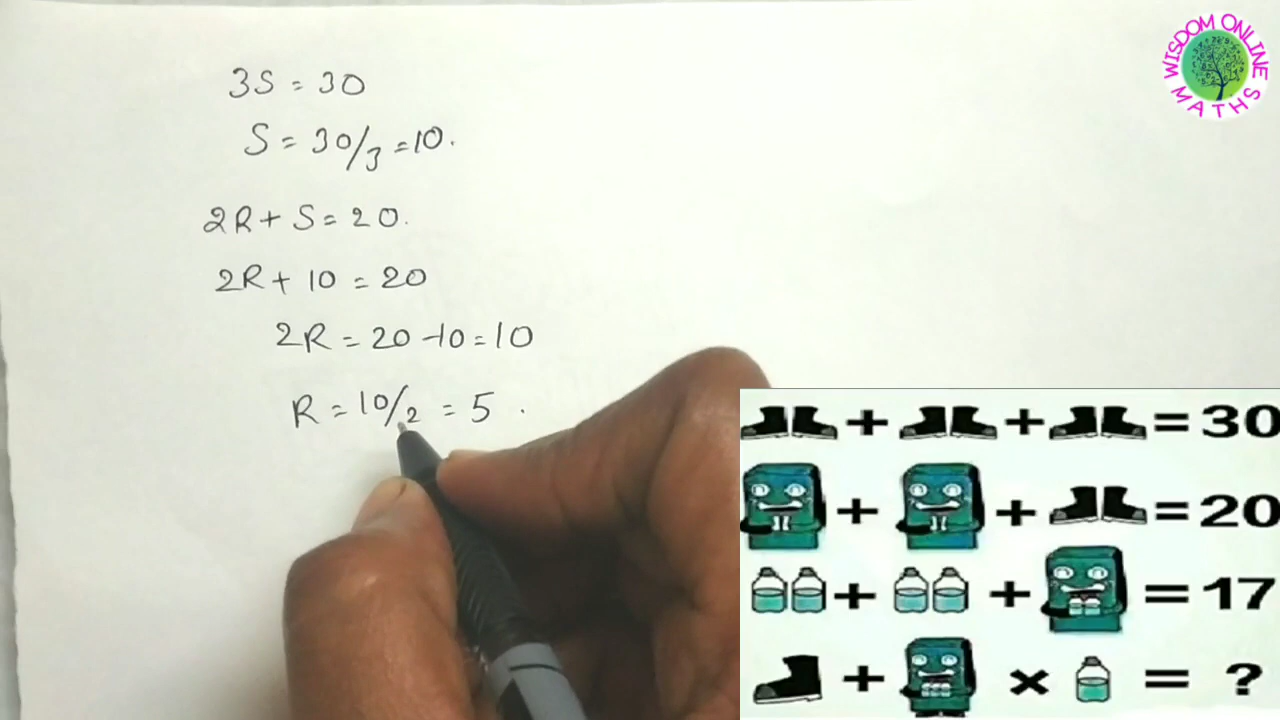 3S = 30
S = 30/3 = 10.
2R + S = 20.
2R + 10 = 20
2R = 20 - 10 = 10
R = 10/2 = 5.
WISDOM ONLINE
MATHS
+ + = 30
+ + = 20
+ + = 17
+ × = ?